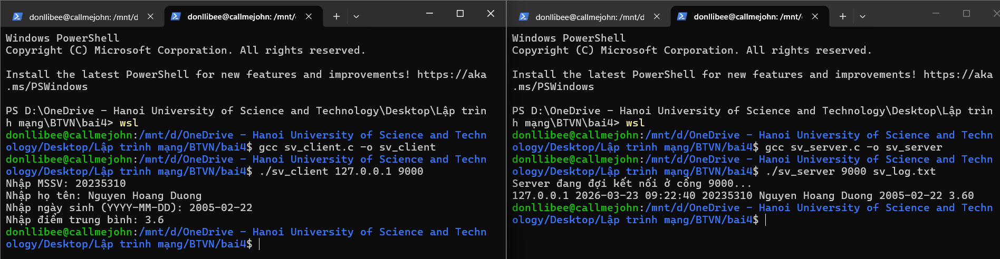 donllibee@callmejohn: /mnt/d
donllibee@callmejohn: /mnt/
Windows PowerShell
Copyright (C) Microsoft Corporation. All rights reserved.
Install the latest PowerShell for new features and improvements! https://aka
.ms/PSWindows
PS D:\OneDrive - Hanoi University of Science and Technology\Desktop\Lập trìn
h mạng\BTVN\bai4> wsl
donllibee@callmejohn:/mnt/d/OneDrive - Hanoi University of Science and Techn
ology/Desktop/Lập trình mạng/BTVN/bai4$ gcc sv_client.c -o sv_client
donllibee@callmejohn:/mnt/d/OneDrive - Hanoi University of Science and Techn
ology/Desktop/Lập trình mạng/BTVN/bai4$ ./sv_client 127.0.0.1 9000
Nhập MSSV: 20235310
Nhập họ tên: Nguyen Hoang Duong
Nhập ngày sinh (YYYY-MM-DD): 2005-02-22
Nhập điểm trung bình: 3.6
donllibee@callmejohn:/mnt/d/OneDrive - Hanoi University of Science and Techn
ology/Desktop/Lập trình mạng/BTVN/bai4$
donllibee@callmejohn: /mnt/d
donllibee@callmejohn: /mnt/
Windows PowerShell
Copyright (C) Microsoft Corporation. All rights reserved.
Install the latest PowerShell for new features and improvements! https://aka
.ms/PSWindows
PS D:\OneDrive - Hanoi University of Science and Technology\Desktop\Lập trìn
h mạng\BTVN\bai4> wsl
donllibee@callmejohn:/mnt/d/OneDrive - Hanoi University of Science and Techn
ology/Desktop/Lập trình mạng/BTVN/bai4$ gcc sv_server.c -o sv_server
donllibee@callmejohn:/mnt/d/OneDrive - Hanoi University of Science and Techn
ology/Desktop/Lập trình mạng/BTVN/bai4$ ./sv_server 9000 sv_log.txt
Server đang đợi kết nối ở cổng 9000...
127.0.0.1 2026-03-23 09:22:40 20235310 Nguyen Hoang Duong 2005-02-22 3.60
donllibee@callmejohn:/mnt/d/OneDrive - Hanoi University of Science and Techn
ology/Desktop/Lập trình mạng/BTVN/bai4$